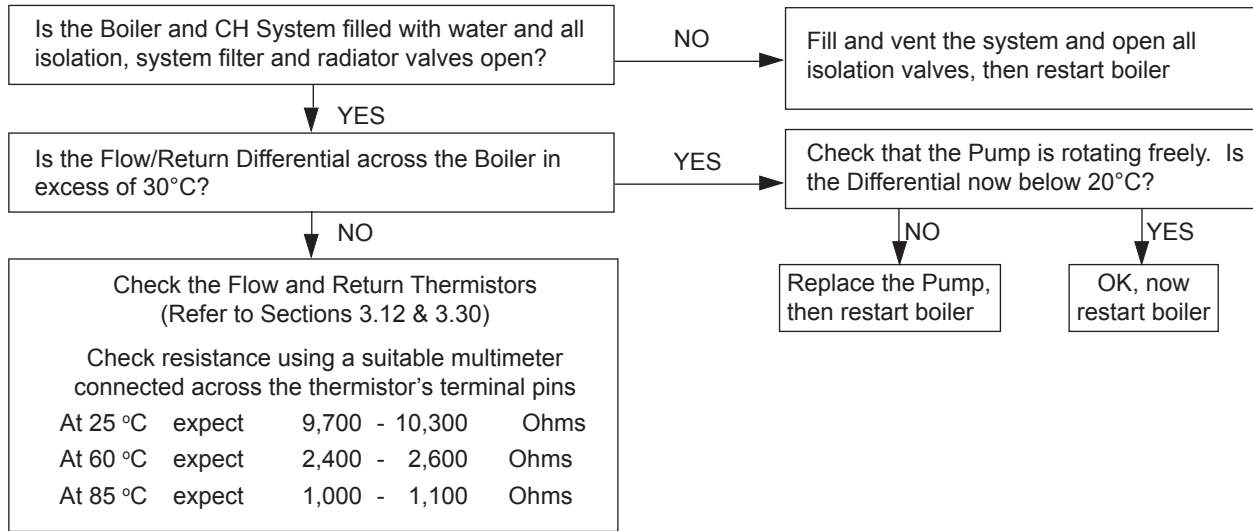 Is the Boiler and CH System filled with water and all
isolation, system filter and radiator valves open?
NO
Fill and vent the system and open all
isolation valves, then restart boiler
YES
Is the Flow/Return Differential across the Boiler in
excess of 30°C?
YES
Check that the Pump is rotating freely.  Is
the Differential now below 20°C?
NO
NO
YES
Check the Flow and Return Thermistors
(Refer to Sections 3.12 & 3.30)
Replace the Pump,
then restart boiler
OK, now
restart boiler
Check resistance using a suitable multimeter
connected across the thermistor's terminal pins
At 25 °C expect 9,700 - 10,300 Ohms
At 60 °C expect 2,400 - 2,600 Ohms
At 85 °C expect 1,000 - 1,100 Ohms